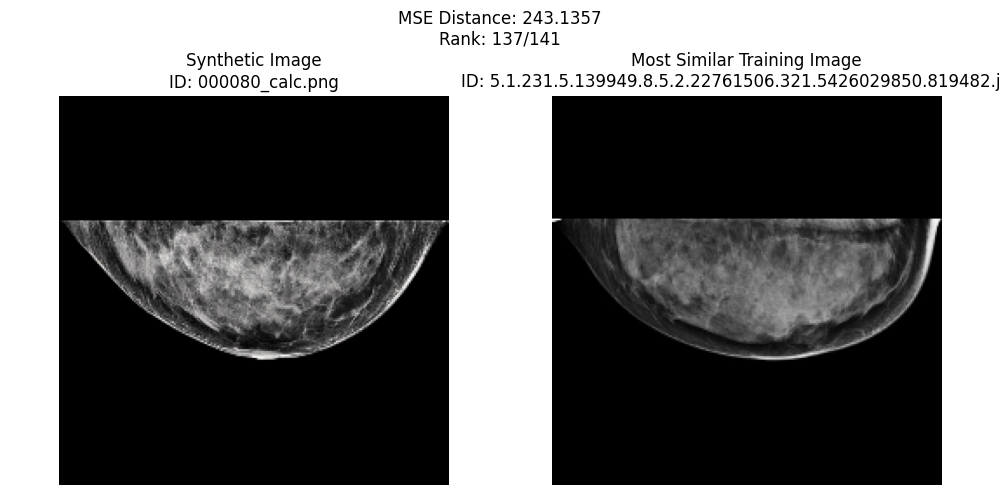 MSE Distance: 243.1357
Rank: 137/141
Synthetic Image
ID: 000080_calc.png
Most Similar Training Image
ID: 5.1.231.5.139949.8.5.2.22761506.321.5426029850.819482.j